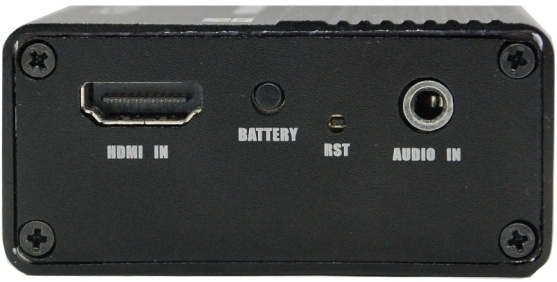 HDMI IN
BATTERY
RST
AUDIO IN